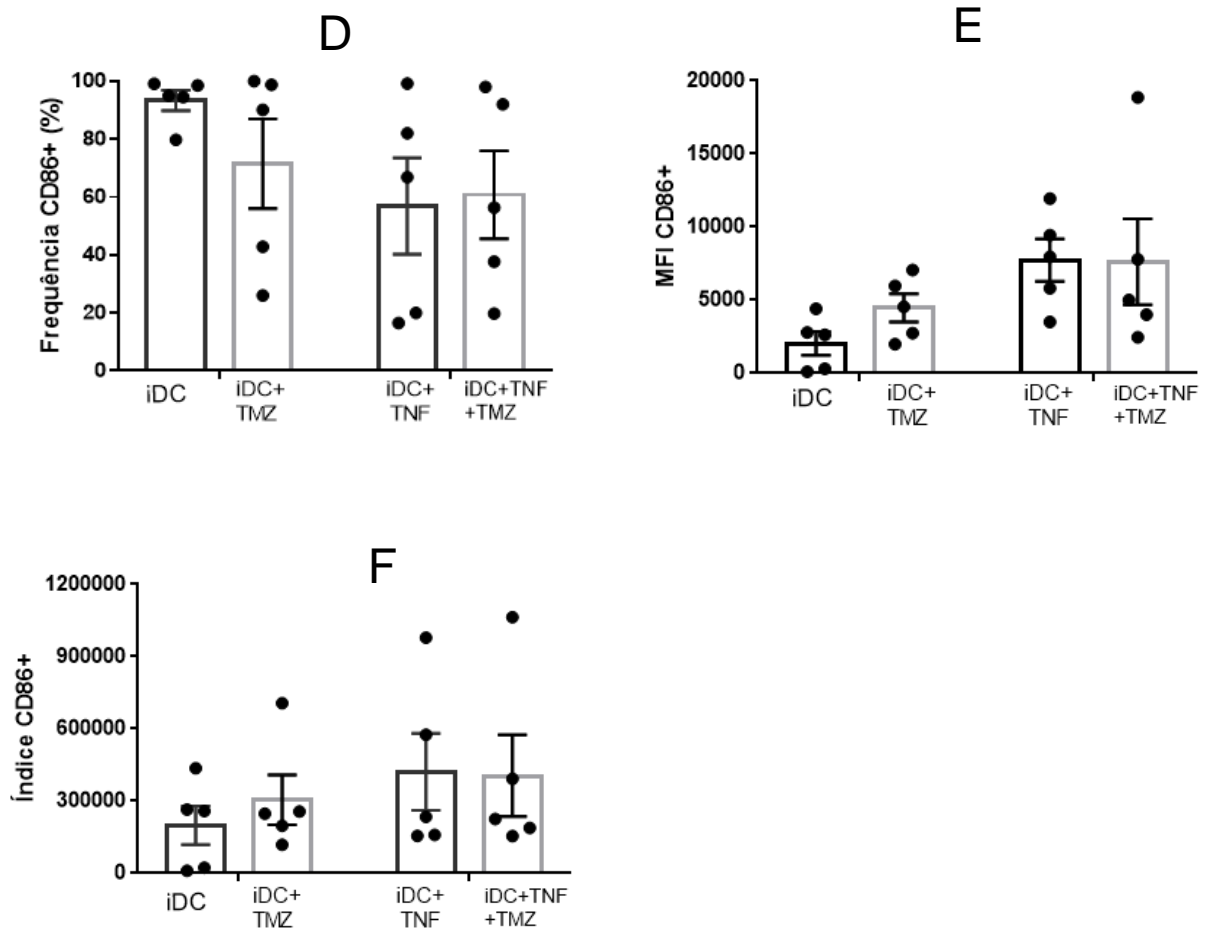 D
Frequência CD86+ (%)
100
80
60
40
20
0
iDC
iDC+
TMZ
iDC+
TNF
iDC+TNF
+TMZ
E
MFI CD86+
20000
15000
10000
5000
0
iDC
iDC+
TMZ
iDC+
TNF
iDC+TNF
+TMZ
F
Índice CD86+
1200000
900000
600000
300000
0
iDC
iDC+
TMZ
iDC+
TNF
iDC+TNF
+TMZ